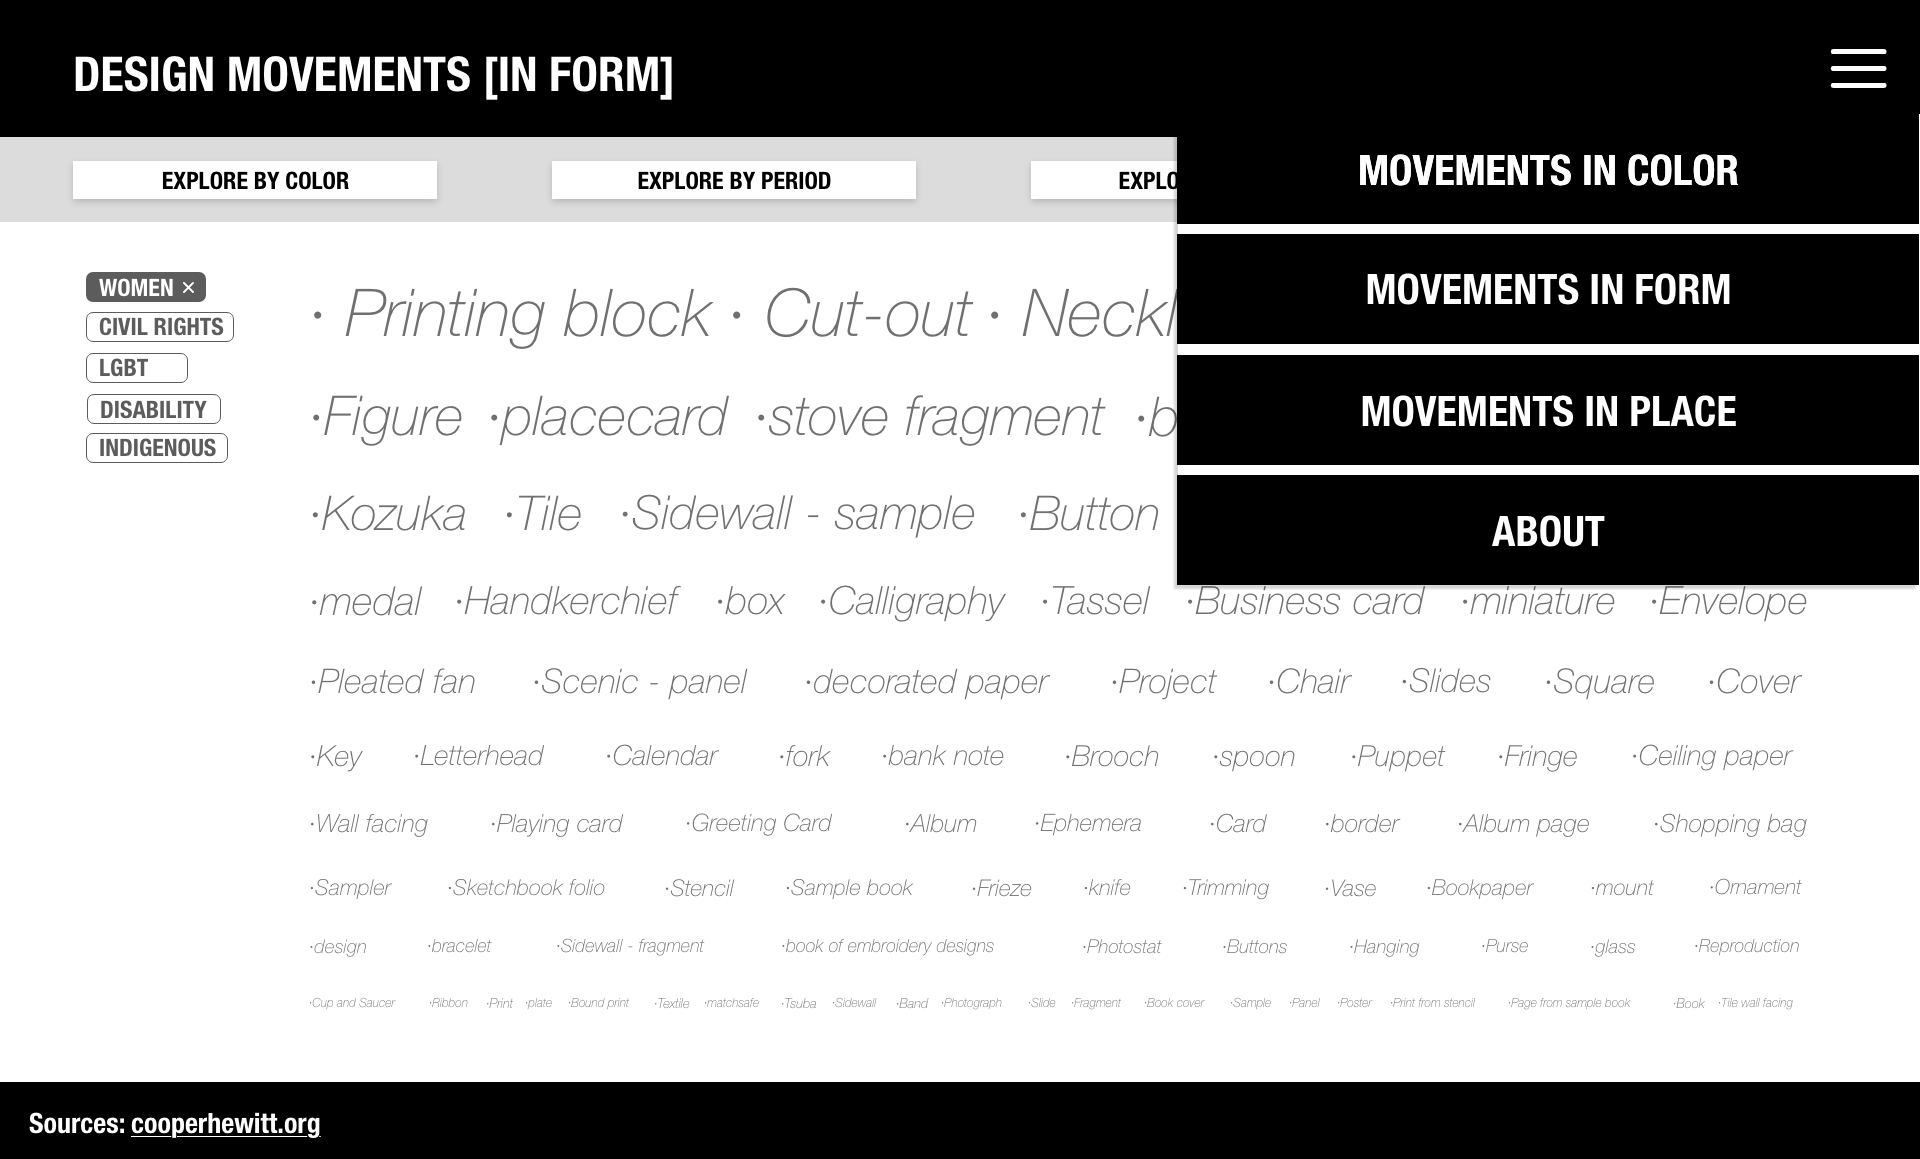 DESIGN MOVEMENTS [IN FORM]
EXPLORE BY COLOR
EXPLORE BY PERIOD
MOVEMENTS IN COLOR
MOVEMENTS IN FORM
MOVEMENTS IN PLACE
ABOUT
WOMEN ×
CIVIL RIGHTS
LGBT
DISABILITY
INDIGENOUS
· Printing block · Cut-out ·
·Figure ·placecard ·stove fragment
·Kozuka ·Tile ·Sidewall - sample ·Button
·medal ·Handkerchief ·box ·Calligraphy ·Tassel ·Business card ·miniature ·Envelope
·Pleated fan ·Scenic - panel ·decorated paper ·Project ·Chair ·Slides ·Square ·Cover
·Key ·Letterhead ·Calendar ·fork ·bank note ·Brooch ·spoon ·Puppet ·Fringe ·Ceiling paper
·Wall facing ·Playing card ·Greeting Card ·Album ·Ephemera ·Card ·border ·Album page ·Shopping bag
·Sampler ·Sketchbook folio ·Stencil ·Sample book ·Frieze ·knife ·Trimming ·Vase ·Bookpaper ·mount ·Ornament
·design ·bracelet ·Sidewall - fragment ·book of embroidery designs ·Photostat ·Buttons ·Hanging ·Purse ·glass ·Reproduction
·Cup and Saucer ·Ribbon ·Print ·plate ·Bound print ·Textile ·matchsafe ·Tsuba ·Sidewall ·Band ·Photograph ·Slide ·Fragment ·Book cover ·Sample ·Panel ·Poster ·Print from stencil ·Page from sample book ·Book ·Tile wall facing
Sources: cooperhewitt.org